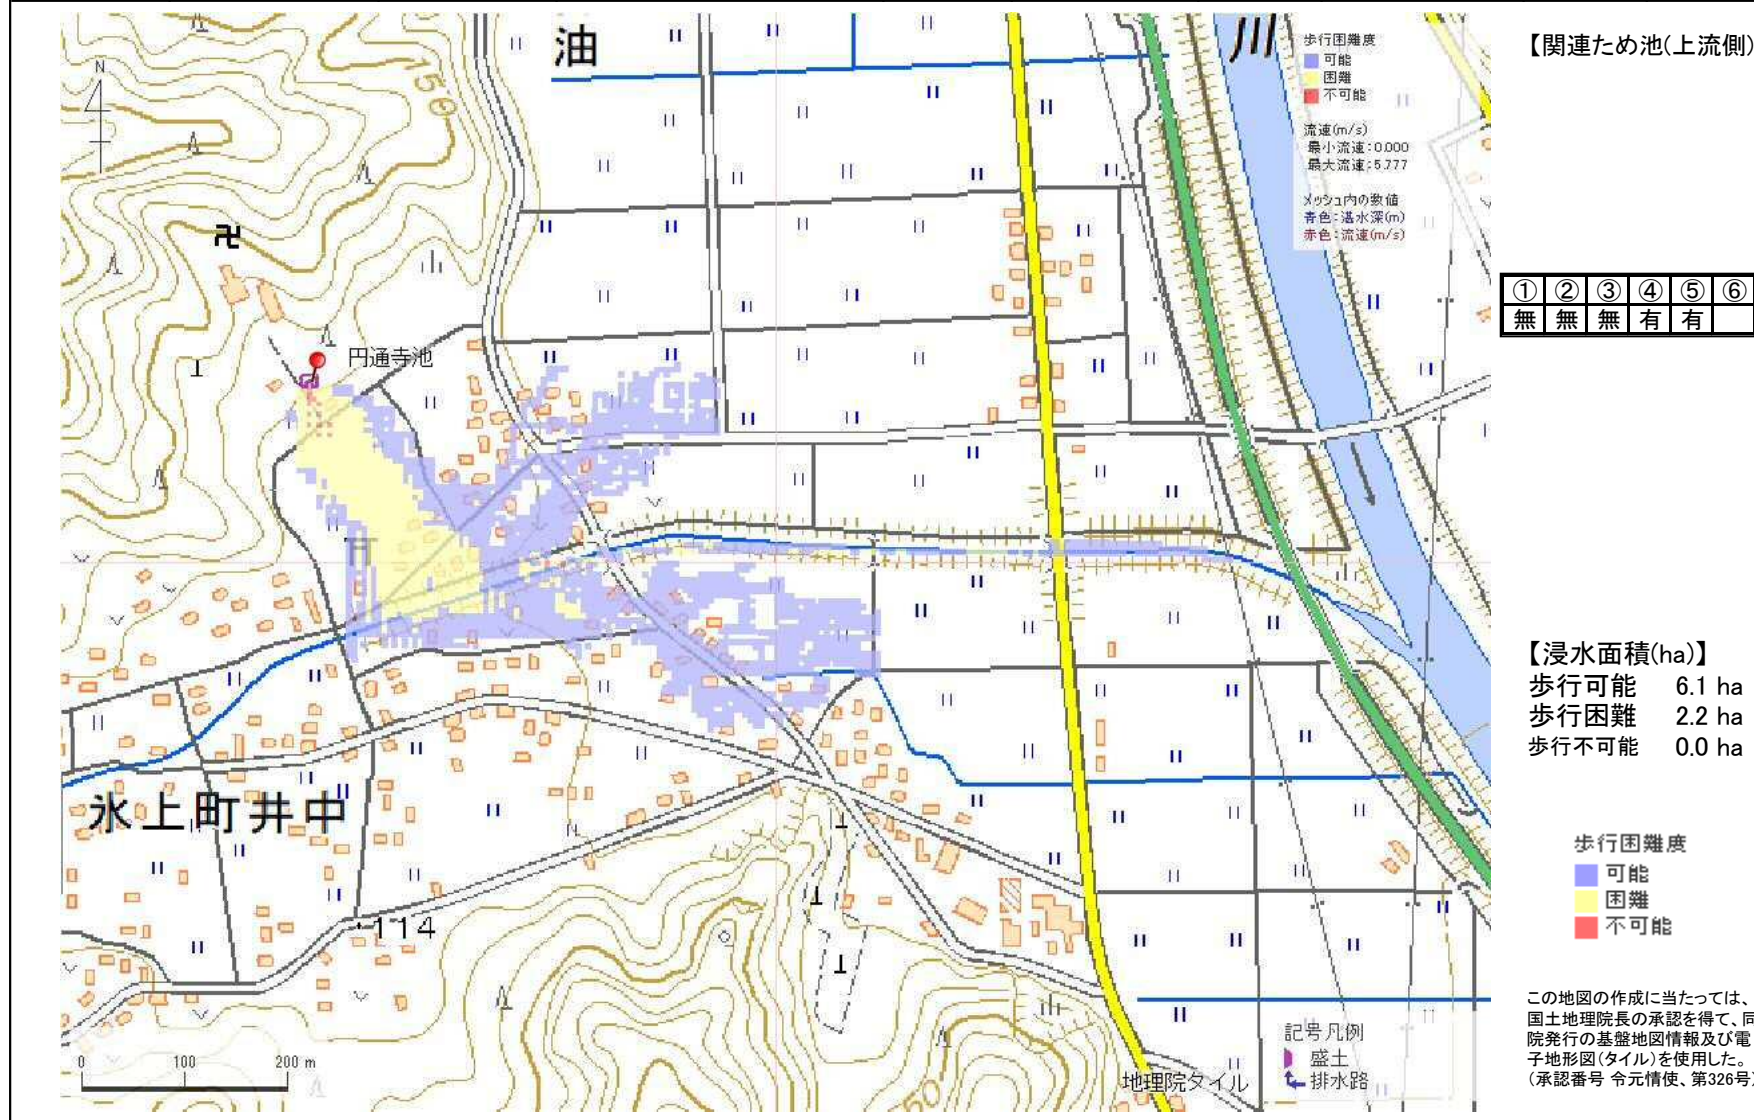 油
川
N
150
歩行困難度
可能
困難
不可能
流速(m/s)
最小流速:0.000
最大流速:5.777
メッシュ内の数値
青色:湛水深(m)
赤色:流速(m/s)
【関連ため池(上流側)
① ② ③ ④ ⑤ ⑥
無 無 無 有 有
円通寺池
【浸水面積(ha)】
歩行可能 6.1 ha
歩行困難 2.2 ha
歩行不可能 0.0 ha
氷上町井中
歩行困難度
可能
困難
不可能
114
この地図の作成に当たっては、
国土地理院長の承認を得て、同
院発行の基盤地図情報及び電
子地形図(タイル)を使用した。
(承認番号 令元情使、第326号)
記号凡例
盛土
排水路
地理院タイル
0 100 200 m